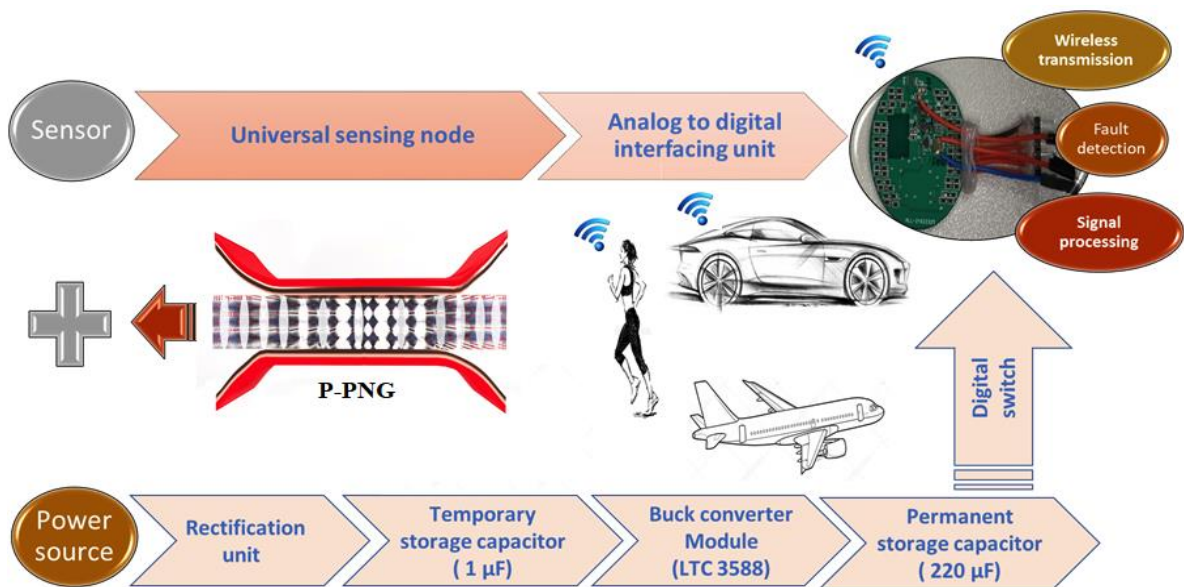 Sensor
Universal sensing node
Analog to digital
interfacing unit
Wireless
transmission
Fault
detection
Signal
processing
P-PNG
Digital
switch
Power
source
Rectification
unit
Temporary
storage capacitor
( 1 µF)
Buck converter
Module
(LTC 3588)
Permanent
storage capacitor
( 220 µF)